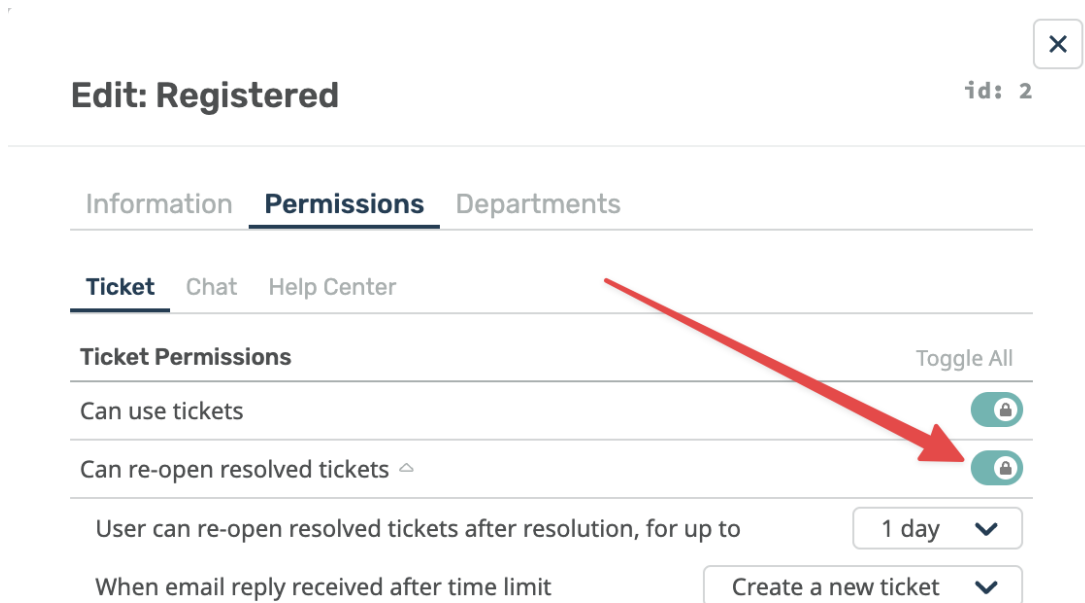 Edit: Registered
id: 2
Information Permissions Departments
Ticket Chat Help Center
Ticket Permissions Toggle All
Can use tickets
Can re-open resolved tickets
User can re-open resolved tickets after resolution, for up to 1 day
When email reply received after time limit Create a new ticket